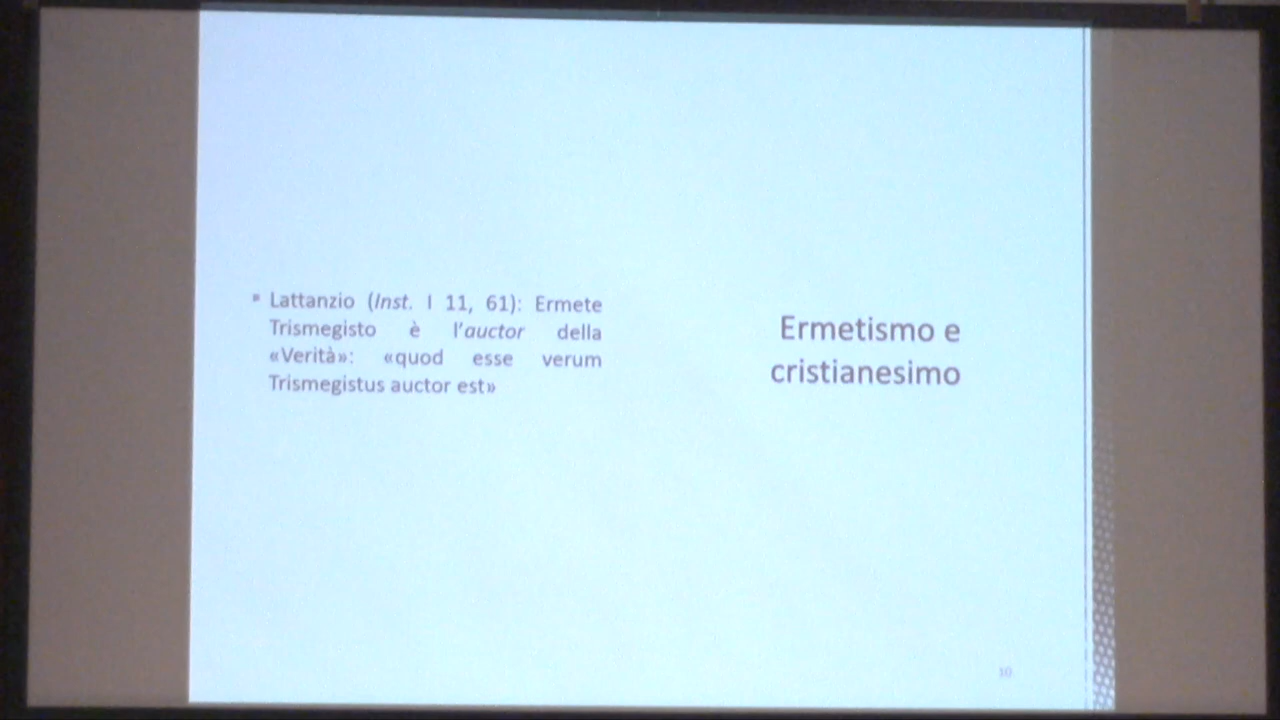 Lattanzio (Inst. I 11, 61): Ermete
Trismegisto è l'auctor della
«Verità»: «quod esse verum
Trismegistus auctor est»
Ermetismo e
cristianesimo
10